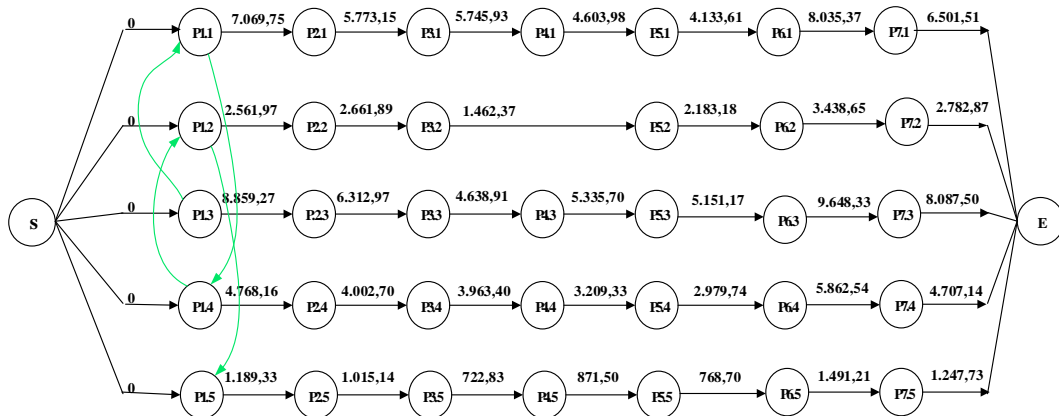 0 P1.1 7.069,75 P2.1 5.773,15 P3.1 5.745,93 P4.1 4.603,98 P5.1 4.133,61 P6.1 8.035,37 P7.1 6.501,51
0 P1.2 2.561,97 P2.2 2.661,89 P3.2 1.462,37 P5.2 2.183,18 P6.2 3.438,65 P7.2 2.782,87
S 0 P1.3 8.859,27 P.2.3 6.312,97 P3.3 4.638,91 P4.3 5.335,70 P5.3 5.151,17 P6.3 9.648,33 P7.3 8.087,50 E
0 P1.4 4.768,16 P2.4 4.002,70 P3.4 3.963,40 P4.4 3.209,33 P5.4 2.979,74 P6.4 5.862,54 P7.4 4.707,14
0 P1.5 1.189,33 P2.5 1.015,14 P3.5 722,83 P4.5 871,50 P5.5 768,70 P6.5 1.491,21 P7.5 1.247,73